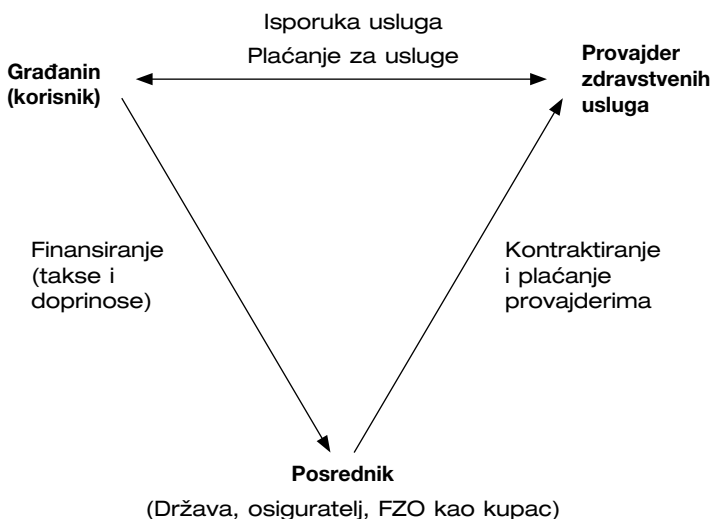 Isporuka usluga
Plaćanje za usluge
Građanin
(korisnik)
Provajder
zdravstvenih
usluga
Finansiranje
(takse i
doprinose)
Kontraktiranje
i plaćanje
provajderima
Posrednik
(Država, osiguratelj, FZO kao kupac)